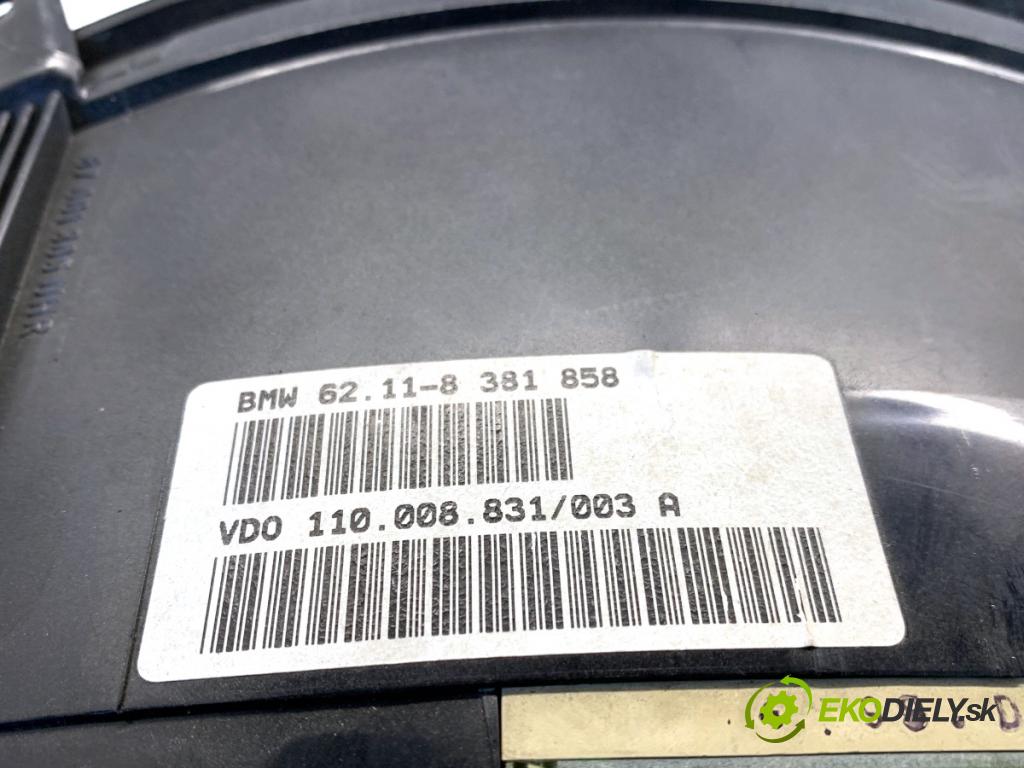 BMW 62.11-8 381 858
VDO 110.008.831/003 A
EKODIELY.sk